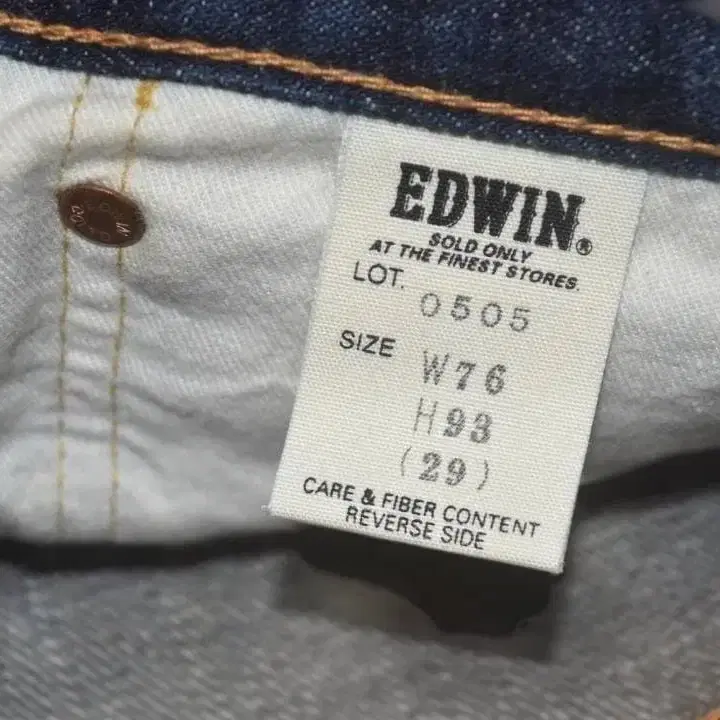 EDWIN®
SOLD ONLY
AT THE FINEST STORES.
LOT. 0505
SIZE W76
H93
(29)
CARE & FIBER CONTENT
REVERSE SIDE